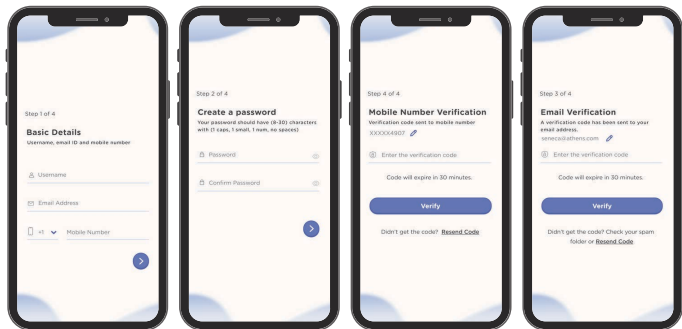 Step 1 of 4
Basic Details
Username, email ID and mobile number
Username
Email Address
+1 Mobile Number
Step 2 of 4
Create a password
Your password should have (8-30) characters
with (1 caps, 1 small, 1 num, no spaces)
Password
Confirm Password
Step 4 of 4
Mobile Number Verification
Verification code sent to mobile number
XXXXX4907
Enter the verification code
Code will expire in 30 minutes.
Verify
Didn't get the code? Resend Code
Step 3 of 4
Email Verification
A verification code has been sent to your
email address.
seneca@athens.com
Enter the verification code
Code will expire in 30 minutes.
Verify
Didn't get the code? Check your spam
folder or Resend Code